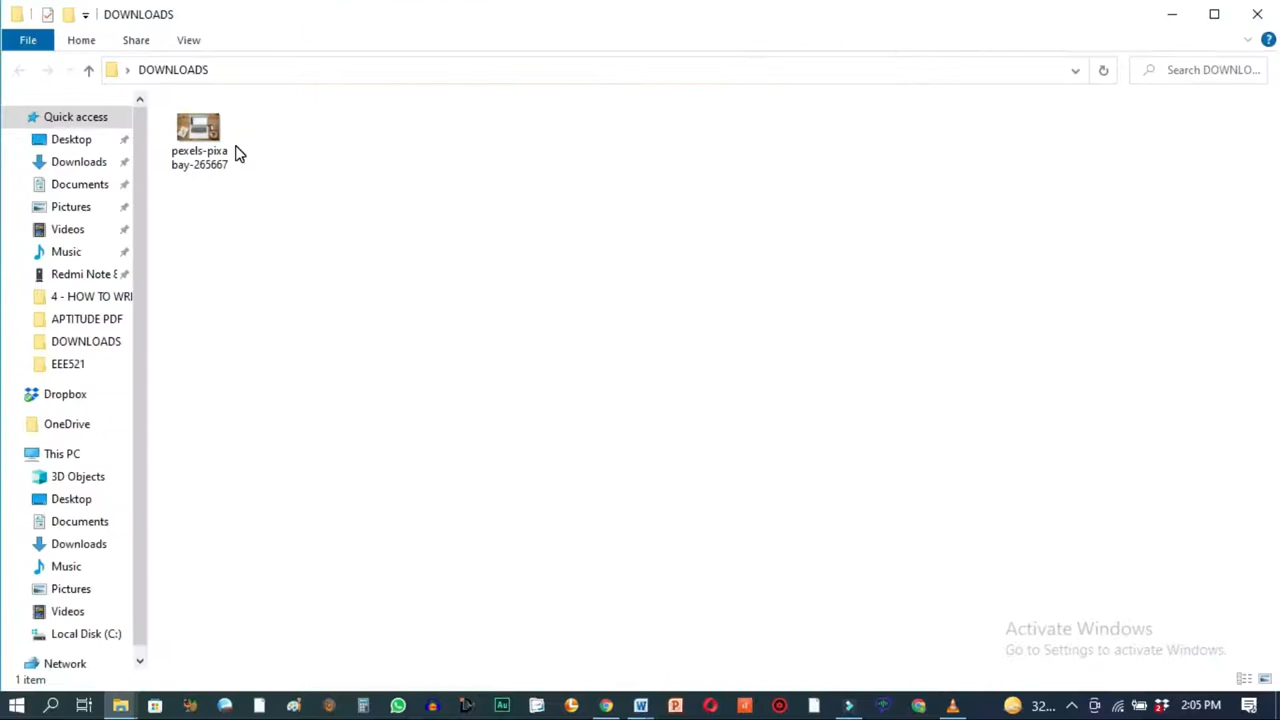 DOWNLOADS
File Home Share View
DOWNLOADS
Search DOWNLO...
Quick access
Desktop
Downloads
Documents
Pictures
Videos
Music
Redmi Note 8
4 - HOW TO WRI
APTITUDE PDF
DOWNLOADS
EEE521
Dropbox
OneDrive
This PC
3D Objects
Desktop
Documents
Downloads
Music
Pictures
Videos
Local Disk (C:)
Network
pexels-pixa
bay-265667
Activate Windows
Go to Settings to activate Windows.
1 item
32...
2:05 PM